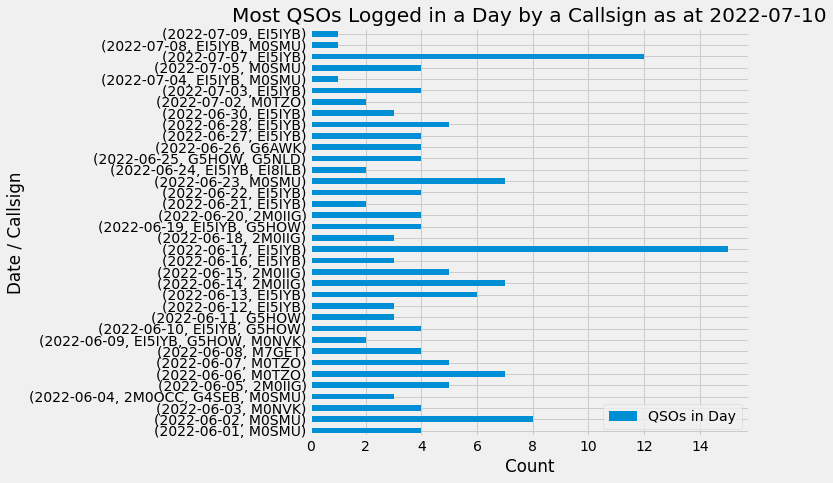 Most QSOs Logged in a Day by a Callsign as at 2022-07-10
(2022-07-09, EI5IYB)
(2022-07-08, EI5IYB, M0SMU)
(2022-07-07, EI5IYB)
(2022-07-05, M0SMU)
(2022-07-04, EI5IYB, M0SMU)
(2022-07-03, EI5IYB)
(2022-07-02, M0TZO)
(2022-06-30, EI5IYB)
(2022-06-28, EI5IYB)
(2022-06-27, EI5IYB)
(2022-06-26, G6AWK)
(2022-06-25, G5HOW, G5NLD)
(2022-06-24, EI5IYB, EI8ILB)
(2022-06-23, M0SMU)
(2022-06-22, EI5IYB)
(2022-06-21, EI5IYB)
(2022-06-20, 2M0IIG)
(2022-06-19, EI5IYB, G5HOW)
(2022-06-18, 2M0IIG)
(2022-06-17, EI5IYB)
(2022-06-16, EI5IYB)
(2022-06-15, 2M0IIG)
(2022-06-14, 2M0IIG)
(2022-06-13, EI5IYB)
(2022-06-12, EI5IYB)
(2022-06-11, G5HOW)
(2022-06-10, EI5IYB, G5HOW)
(2022-06-09, EI5IYB, G5HOW, M0NVK)
(2022-06-08, M7GET)
(2022-06-07, M0TZO)
(2022-06-06, M0TZO)
(2022-06-05, 2M0IIG)
(2022-06-04, 2M0OCC, G4SEB, M0SMU)
(2022-06-03, M0NVK)
(2022-06-02, M0SMU)
(2022-06-01, M0SMU)
Date / Callsign
QSOs in Day
0 2 4 6 8 10 12 14
Count